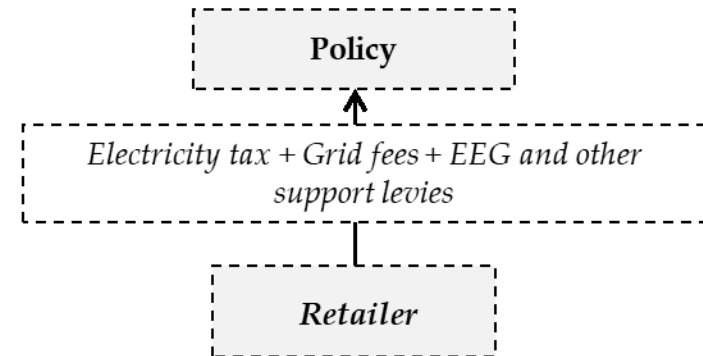 Policy
Electricity tax + Grid fees + EEG and other
support levies
Retailer